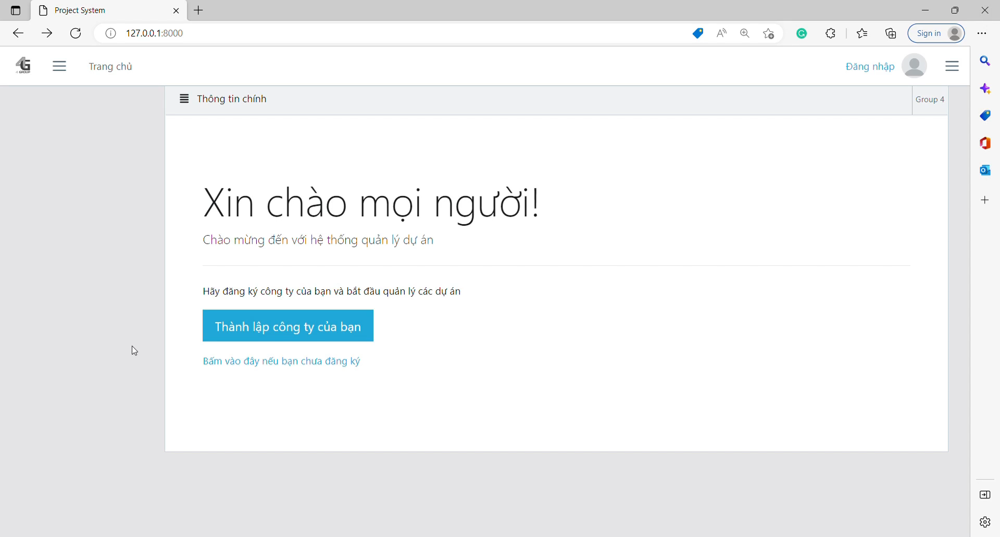 Project System
127.0.0.1:8000
Sign in
4G
4 GROUP
Trang chủ
Đăng nhập
Thông tin chính
Group 4
Xin chào mọi người!
Chào mừng đến với hệ thống quản lý dự án
Hãy đăng ký công ty của bạn và bắt đầu quản lý các dự án
Thành lập công ty của bạn
Bấm vào đây nếu bạn chưa đăng ký